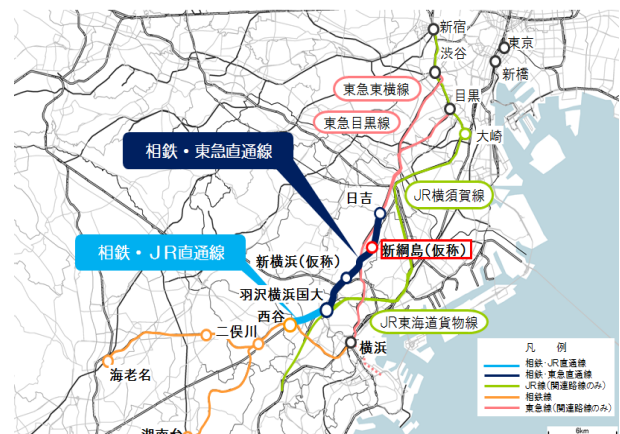 新宿
渋谷
東京
新橋
東急東横線
目黒
東急目黒線
大崎
相鉄・東急直通線
日吉
JR横須賀線
相鉄・JR直通線
新横浜(仮称)
新綱島(仮称)
羽沢横浜国大
西谷
二俣川
JR東海道貨物線
横浜
海老名
湘南台
凡 例
相鉄・JR直通線
相鉄・東急直通線
JR線(関連路線のみ)
相鉄線
東急線(関連路線のみ)
6km